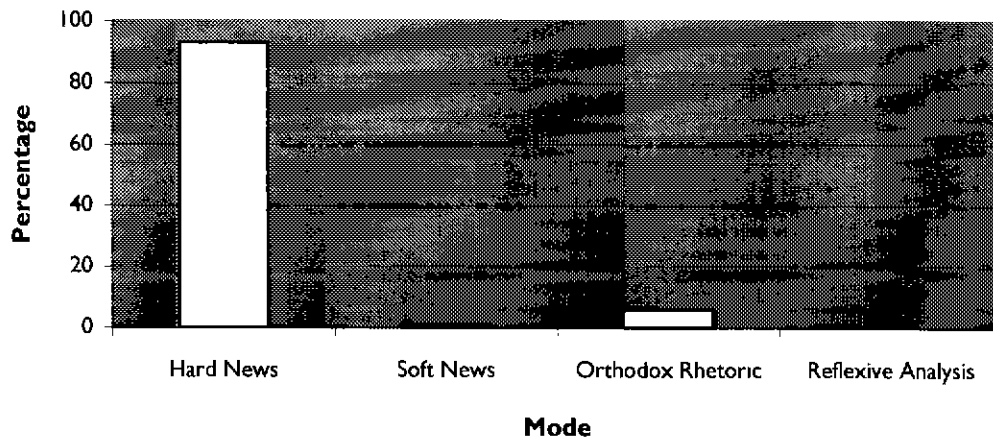 100
80
60
40
20
0
Percentage
Hard News
Soft News
Orthodox Rhetoric
Reflexive Analysis
Mode